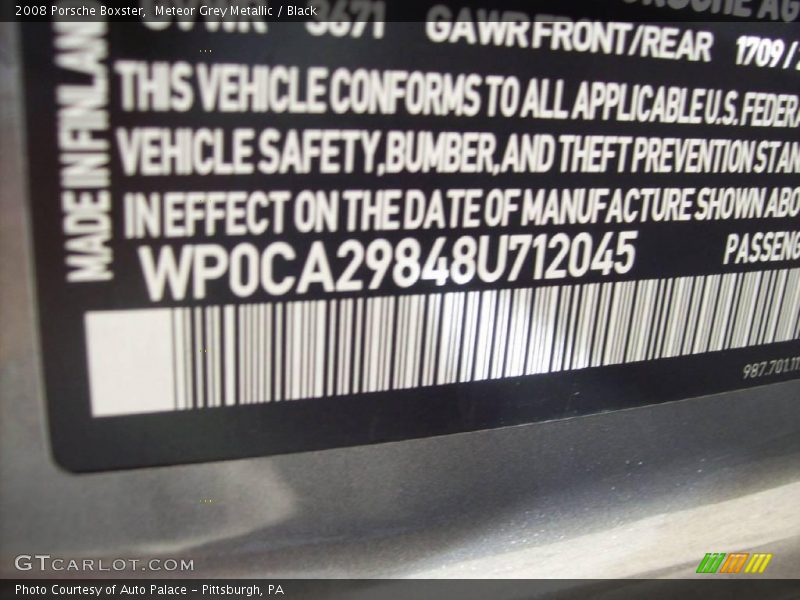 2008 Porsche Boxster, Meteor Grey Metallic / Black
3671 GAWR FRONT/REAR 1709 /
THIS VEHICLE CONFORMS TO ALL APPLICABLE U.S.
VEHICLE SAFETY, BUMBER, AND THEFT PREVENTION
IN EFFECT ON THE DATE OF MANUFACTURE SHOWN
WP0CA29848U712045
MADE IN FINLAND
GTCARLOT.COM
Photo Courtesy of Auto Palace - Pittsburgh, PA